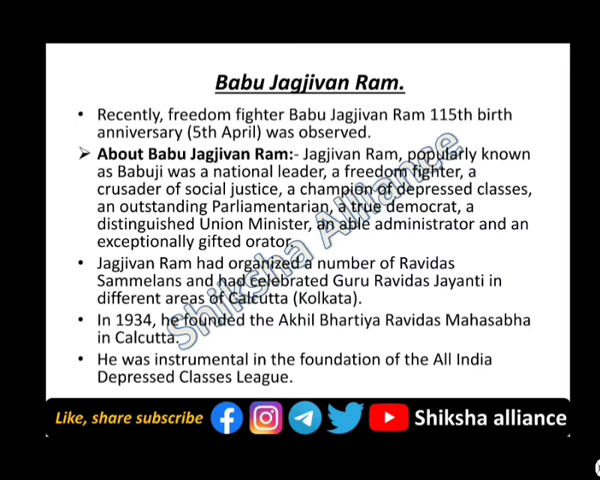 Babu Jagjivan Ram.
• Recently, freedom fighter Babu Jagjivan Ram 115th birth
anniversary (5th April) was observed.
➢ About Babu Jagjivan Ram:- Jagjivan Ram, popularly known
as Babuji was a national leader, a freedom fighter, a
crusader of social justice, a champion of depressed classes,
an outstanding Parliamentarian, a true democrat, a
distinguished Union Minister, an able administrator and an
exceptionally gifted orator.
• Jagjivan Ram had organized a number of Ravidas
Sammelans and had celebrated Guru Ravidas Jayanti in
different areas of Calcutta (Kolkata).
• In 1934, he founded the Akhil Bhartiya Ravidas Mahasabha
in Calcutta.
• He was instrumental in the foundation of the All India
Depressed Classes League.
Shiksha Alliance
Like, share subscribe Shiksha alliance